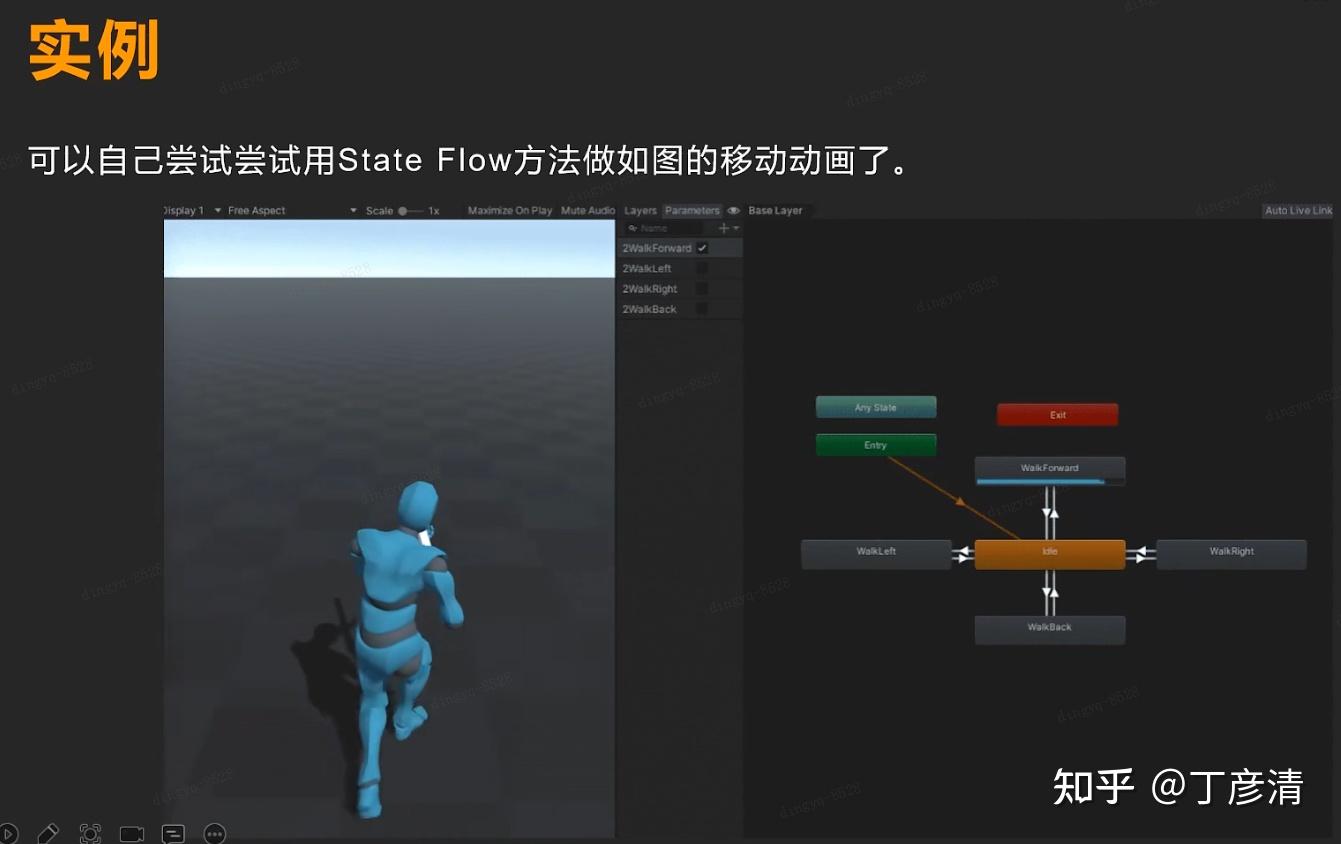 实例
可以自己尝试尝试用State Flow方法做如图的移动动画了。
Display 1 Free Aspect Scale 1x Maximize On Play Mute Audio Layers Parameters Base Layer Auto Live Link
Name
2WalkForward
2WalkLeft
2WalkRight
2WalkBack
Any State
Exit
Entry
WalkForward
WalkLeft
Idle
WalkRight
WalkBack
知乎 @丁彦清
dingyq-8528